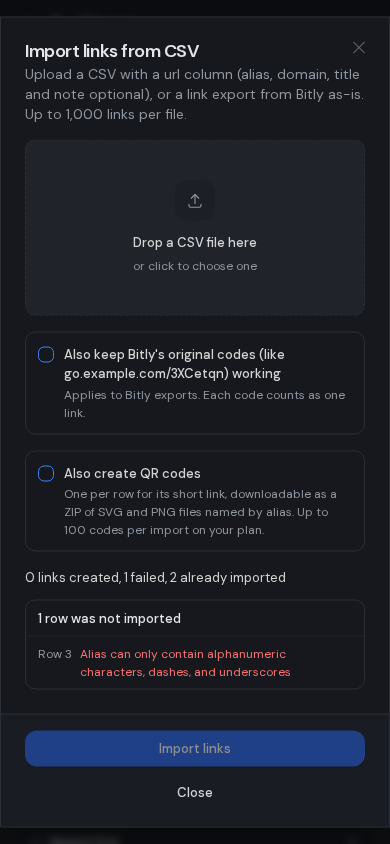 Import links from CSV
Upload a CSV with a url column (alias, domain, title
and note optional), or a link export from Bitly as-is.
Up to 1,000 links per file.
Drop a CSV file here
or click to choose one
Also keep Bitly's original codes (like
go.example.com/3XCetqn) working
Applies to Bitly exports. Each code counts as one
link.
Also create QR codes
One per row for its short link, downloadable as a
ZIP of SVG and PNG files named by alias. Up to
100 codes per import on your plan.
0 links created, 1 failed, 2 already imported
1 row was not imported
Row 3 Alias can only contain alphanumeric
characters, dashes, and underscores
Import links
Close